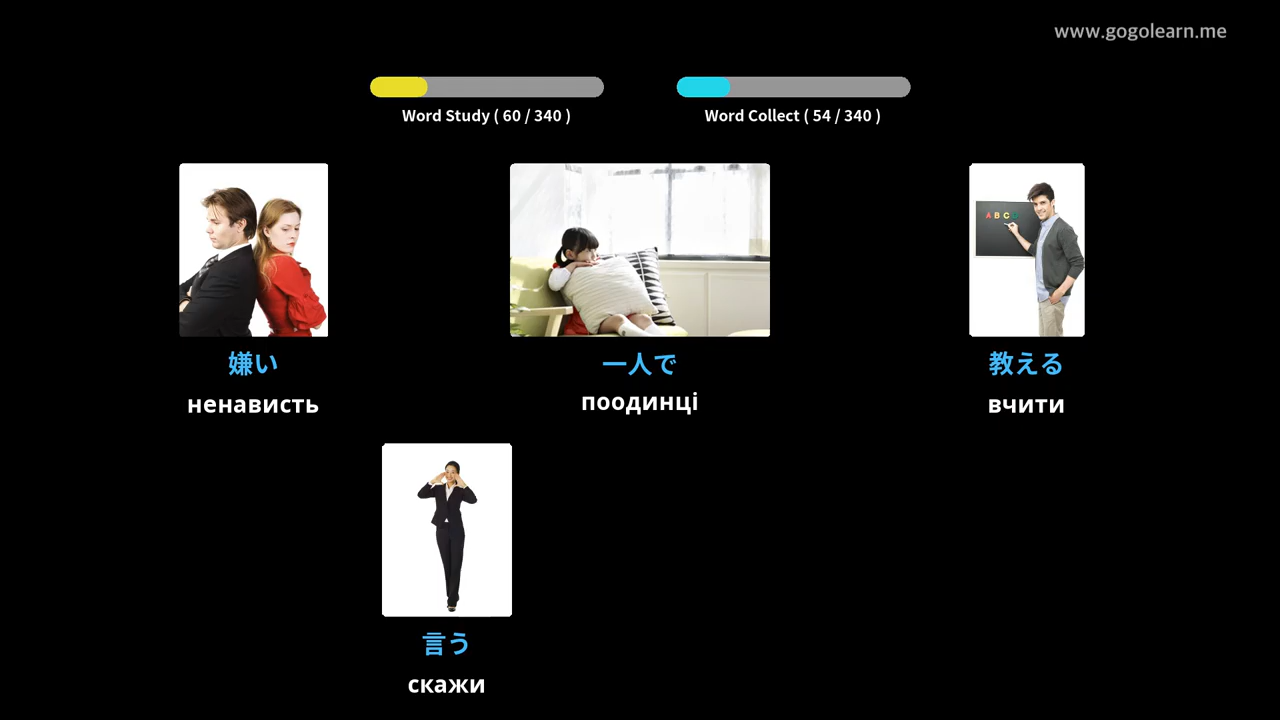 www.gogolearn.me
Word Study ( 60 / 340 )
Word Collect ( 54 / 340 )
A B C D
嫌い
ненависть
一人で
поодинці
教える
вчити
言う
скажи